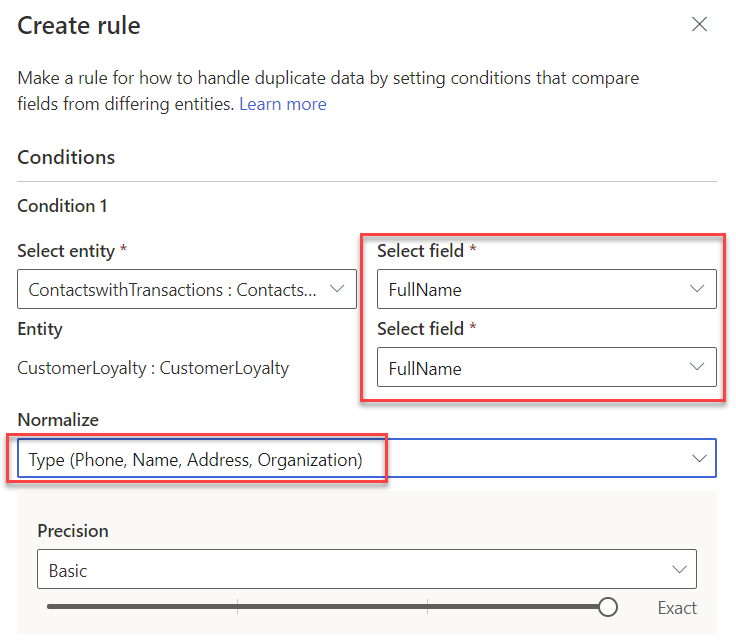 Create rule
Make a rule for how to handle duplicate data by setting conditions that compare
fields from differing entities. Learn more
Conditions
Condition 1
Select entity *
Select field *
ContactswithTransactions : Contacts...
FullName
Entity
Select field *
CustomerLoyalty : CustomerLoyalty
FullName
Normalize
Type (Phone, Name, Address, Organization)
Precision
Basic
Exact